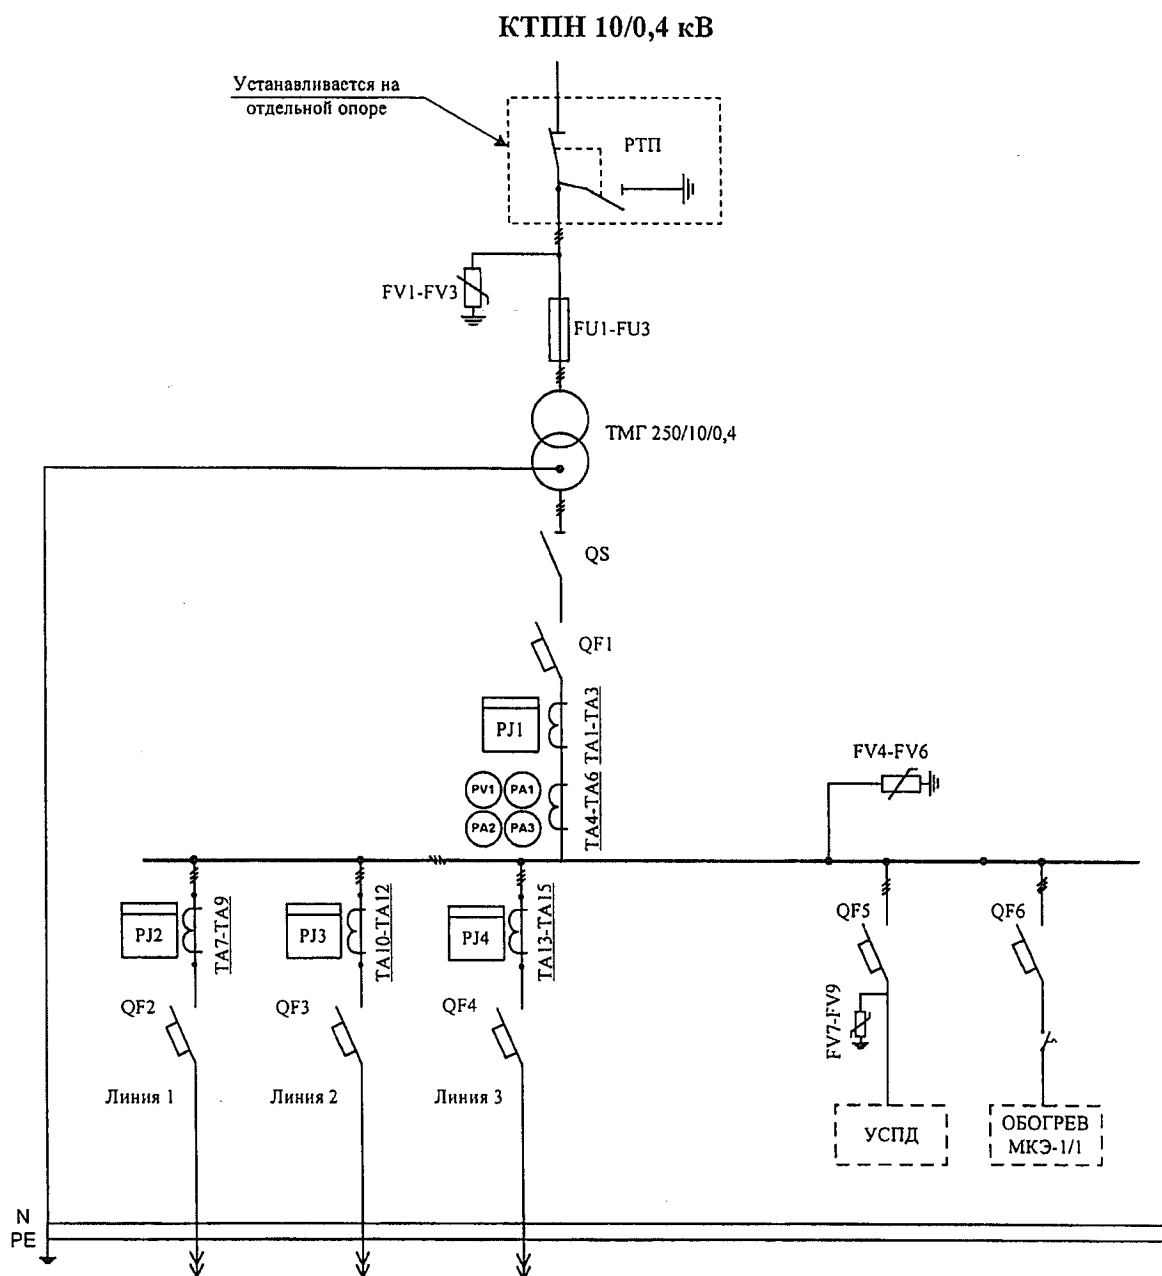 КТПН 10/0,4 кВ
Устанавливается на
отдельной опоре
РТП
FV1-FV3
FU1-FU3
ТМГ 250/10/0,4
QS
QF1
PJ1
TA1-TA3
PV1
PA1
PA2
PA3
TA4-TA6
FV4-FV6
PJ2
TA7-TA9
PJ3
TA10-TA12
PJ4
TA13-TA15
QF5
QF6
QF2
QF3
QF4
FV7-FV9
Линия 1
Линия 2
Линия 3
УСПД
ОБОГРЕВ
МКЭ-1/1
N
PE